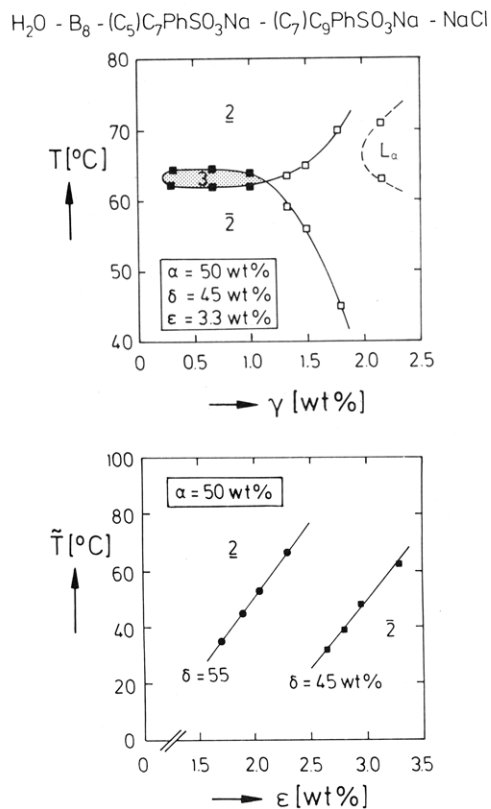 H₂O - B₈ - (C₅)C₇PhSO₃Na - (C₇)C₉PhSO₃Na - NaCl
T[°C]
80
70
60
50
40
2̲
3
2̄
Lα
α = 50 wt%
δ = 45 wt%
ε = 3.3 wt%
0 0.5 1.0 1.5 2.0 2.5
γ [wt%]
T̃[°C]
100
80
60
40
20
0
α = 50 wt%
2̲
2̄
δ = 55
δ = 45 wt%
0 1.5 2.0 2.5 3.0 3.5
ε [wt%]